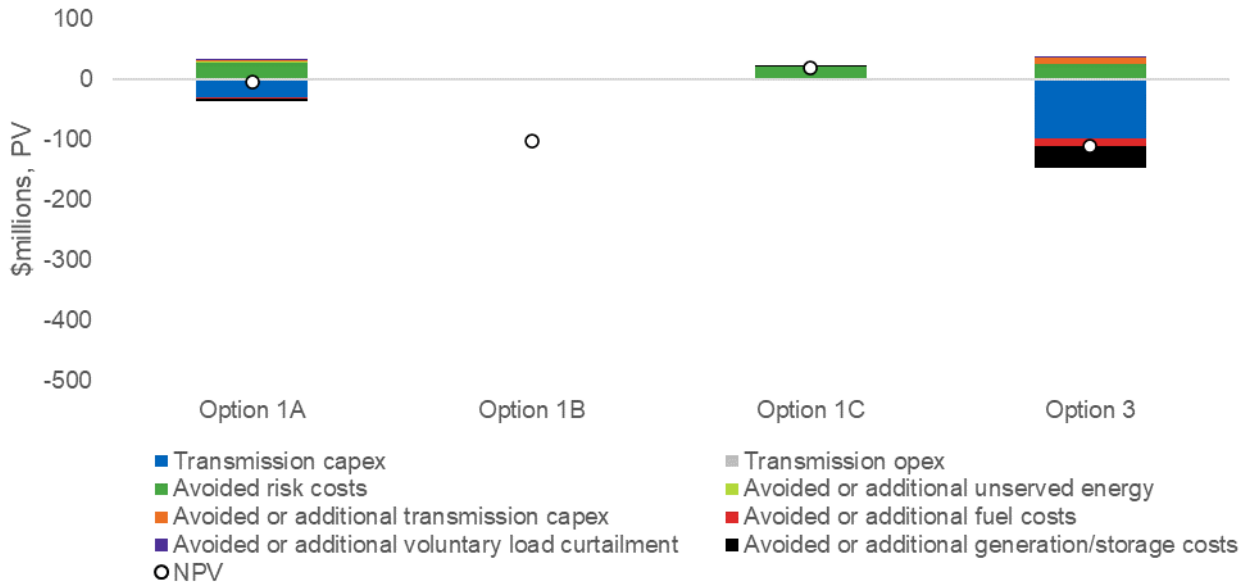 100
0
-100
-200
-300
-400
-500
$millions, PV
Option 1A
Option 1B
Option 1C
Option 3
Transmission capex
Transmission opex
Avoided risk costs
Avoided or additional unserved energy
Avoided or additional transmission capex
Avoided or additional fuel costs
Avoided or additional voluntary load curtailment
Avoided or additional generation/storage costs
NPV